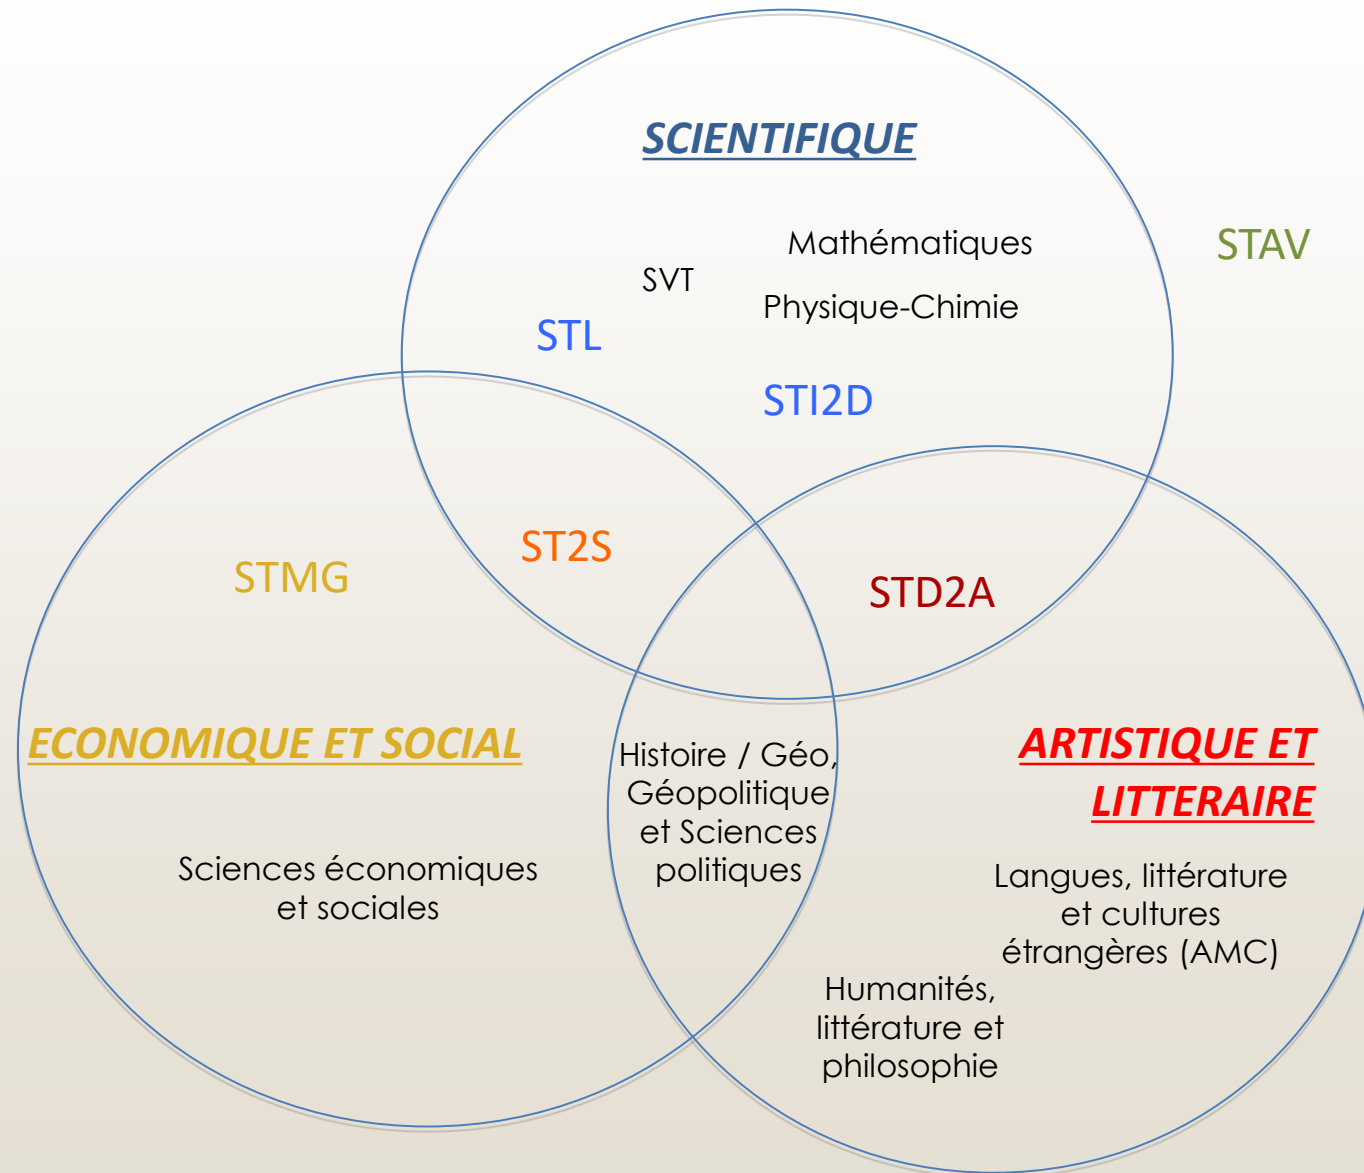 SCIENTIFIQUE
Mathématiques
STAV
SVT
Physique-Chimie
STL
STI2D
ST2S
STMG
STD2A
ECONOMIQUE ET SOCIAL
Histoire / Géo,
Géopolitique
et Sciences
politiques
ARTISTIQUE ET
LITTERAIRE
Sciences économiques
et sociales
Langues, littérature
et cultures
étrangères (AMC)
Humanités,
littérature et
philosophie